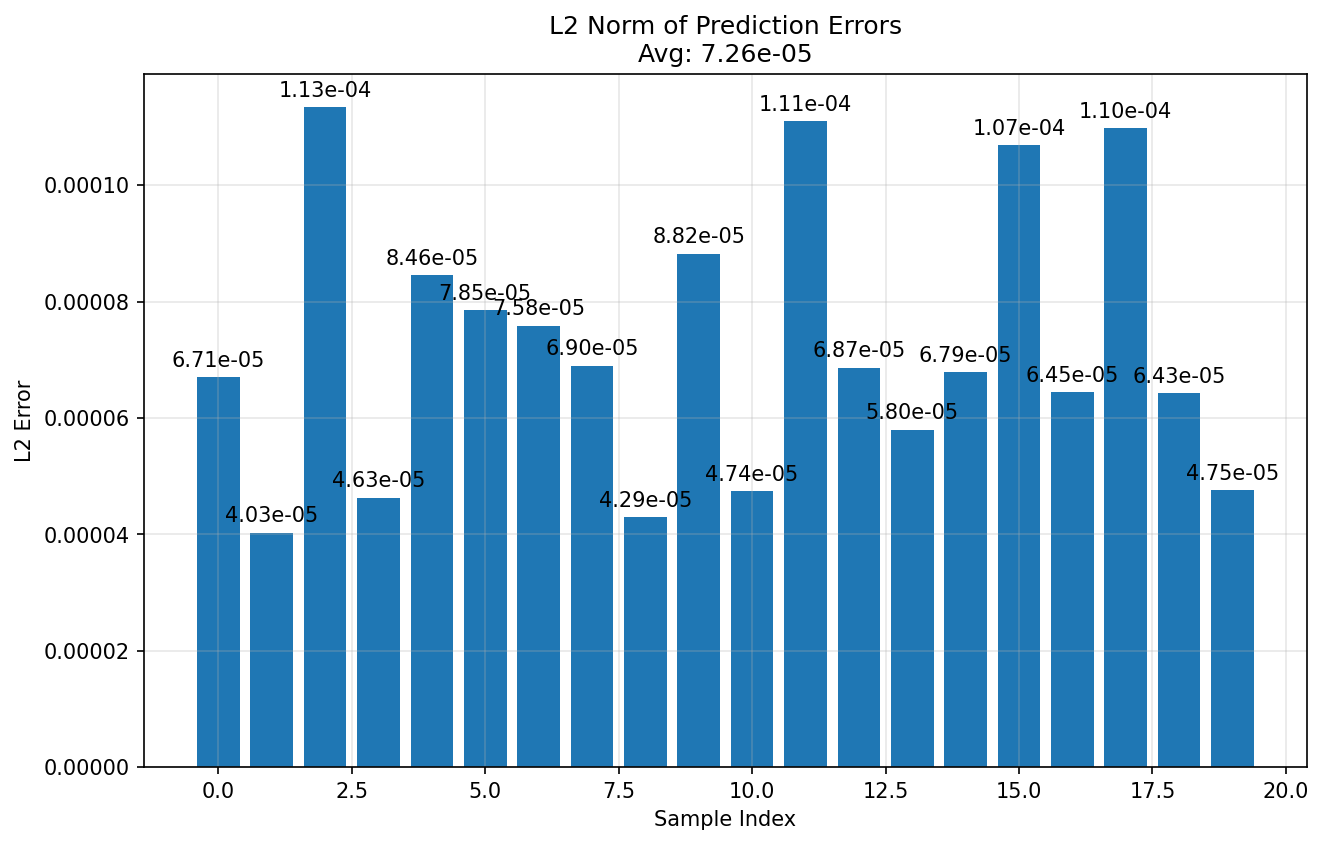 L2 Norm of Prediction Errors
Avg: 7.26e-05
1.13e-04
1.11e-04
1.10e-04
1.07e-04
0.00010
8.82e-05
8.46e-05
7.85e-05
0.00008
7.58e-05
6.71e-05
6.90e-05
6.87e-05
6.79e-05
6.45e-05
6.43e-05
0.00006
5.80e-05
4.63e-05
4.74e-05
4.75e-05
4.03e-05
4.29e-05
0.00004
0.00002
0.00000
L2 Error
0.0 2.5 5.0 7.5 10.0 12.5 15.0 17.5 20.0
Sample Index